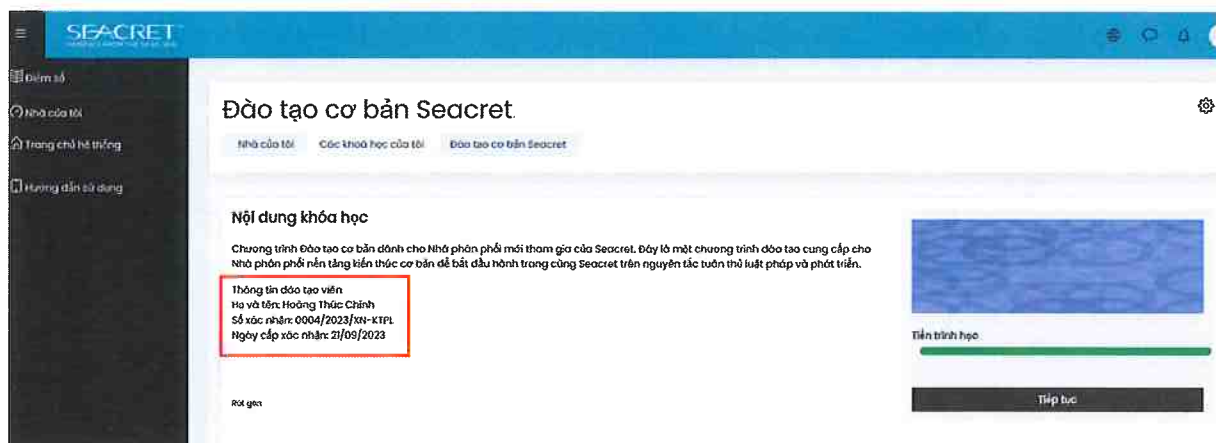 SEACRET
Điểm số
Nhà của tôi
Trang chủ hệ thống
Hướng dẫn sử dụng
Đào tạo cơ bản Seacret.
Nhà của tôi Các khoá học của tôi Đào tạo cơ bản Seacret
Nội dung khóa học
Chương trình Đào tạo cơ bản dành cho Nhà phân phối mới tham gia của Seacret. Đây là một chương trình đào tạo cung cấp cho
Nhà phân phối nền tảng kiến thức cơ bản để bắt đầu hành trang cùng Seacret trên nguyên tắc tuân thủ luật pháp và phát triển.
Thông tin đào tạo viên
Họ và tên: Hoàng Thúc Chinh
Số xác nhận: 0004/2023/XN-KTPL
Ngày cấp xác nhận: 21/09/2023
Rút gọn
Tiến trình học
Tiếp tục